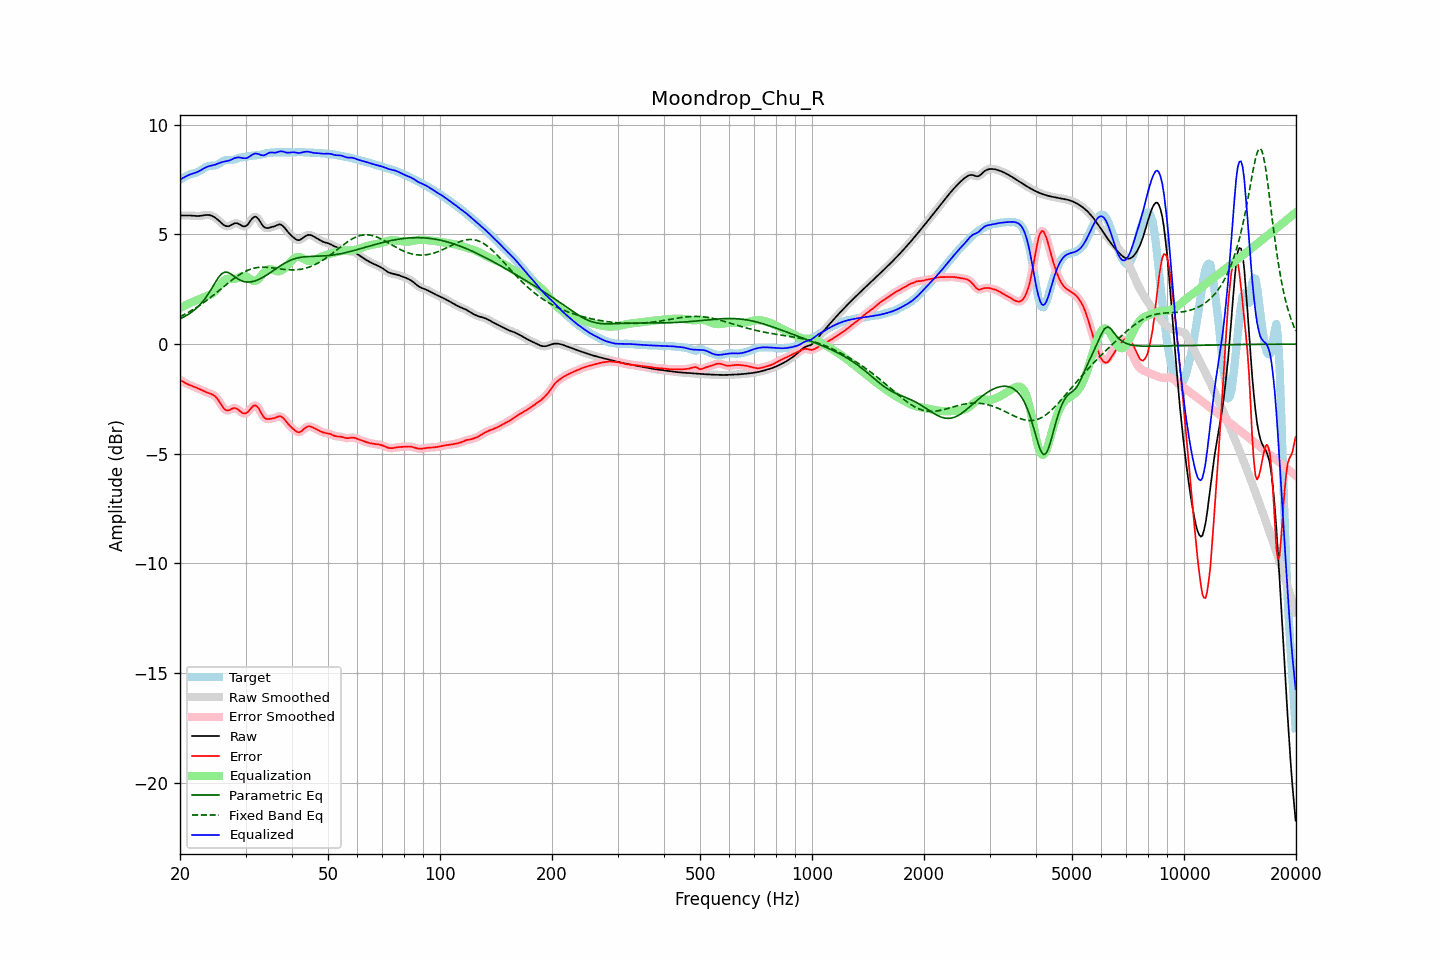 Moondrop_Chu_R
10
5
0
−5
−10
−15
−20
Amplitude (dBr)
Target
Raw Smoothed
Error Smoothed
Raw
Error
Equalization
Parametric Eq
Fixed Band Eq
Equalized
20 50 100 200 500 1000 2000 5000 10000 20000
Frequency (Hz)